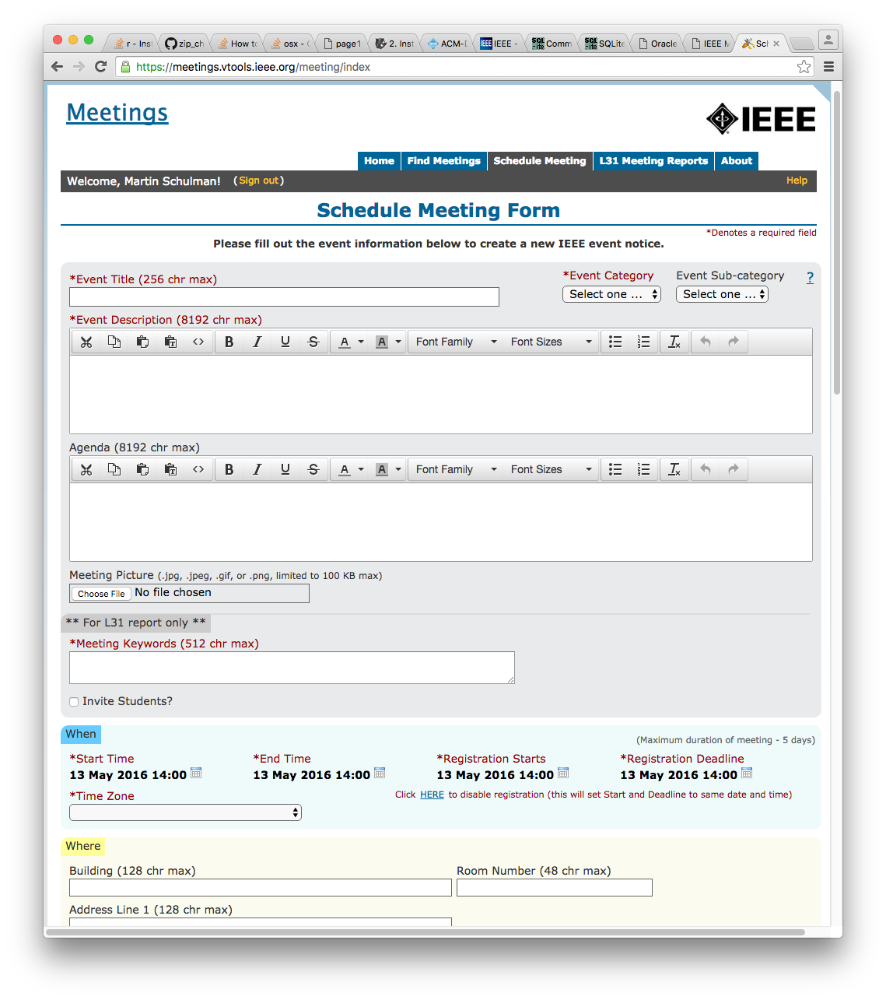 r - Inst
zip_ch
How to
osx - C
page1
2. Inst
ACM-D
IEEE IEEE -
SQL ite Comm
SQL ite SQLite
Oracle
IEEE M
Sch
https://meetings.vtools.ieee.org/meeting/index
Meetings
IEEE
Home Find Meetings Schedule Meeting L31 Meeting Reports About
Welcome, Martin Schulman! (Sign out) Help
Schedule Meeting Form
*Denotes a required field
Please fill out the event information below to create a new IEEE event notice.
*Event Title (256 chr max) *Event Category Event Sub-category ?
Select one ... Select one ...
*Event Description (8192 chr max)
B I U S A A Font Family Font Sizes
Agenda (8192 chr max)
B I U S A A Font Family Font Sizes
Meeting Picture (.jpg, .jpeg, .gif, or .png, limited to 100 KB max)
Choose File No file chosen
** For L31 report only **
*Meeting Keywords (512 chr max)
Invite Students?
When
(Maximum duration of meeting - 5 days)
*Start Time *End Time *Registration Starts *Registration Deadline
13 May 2016 14:00 13 May 2016 14:00 13 May 2016 14:00 13 May 2016 14:00
*Time Zone Click HERE to disable registration (this will set Start and Deadline to same date and time)
Where
Building (128 chr max) Room Number (48 chr max)
Address Line 1 (128 chr max)